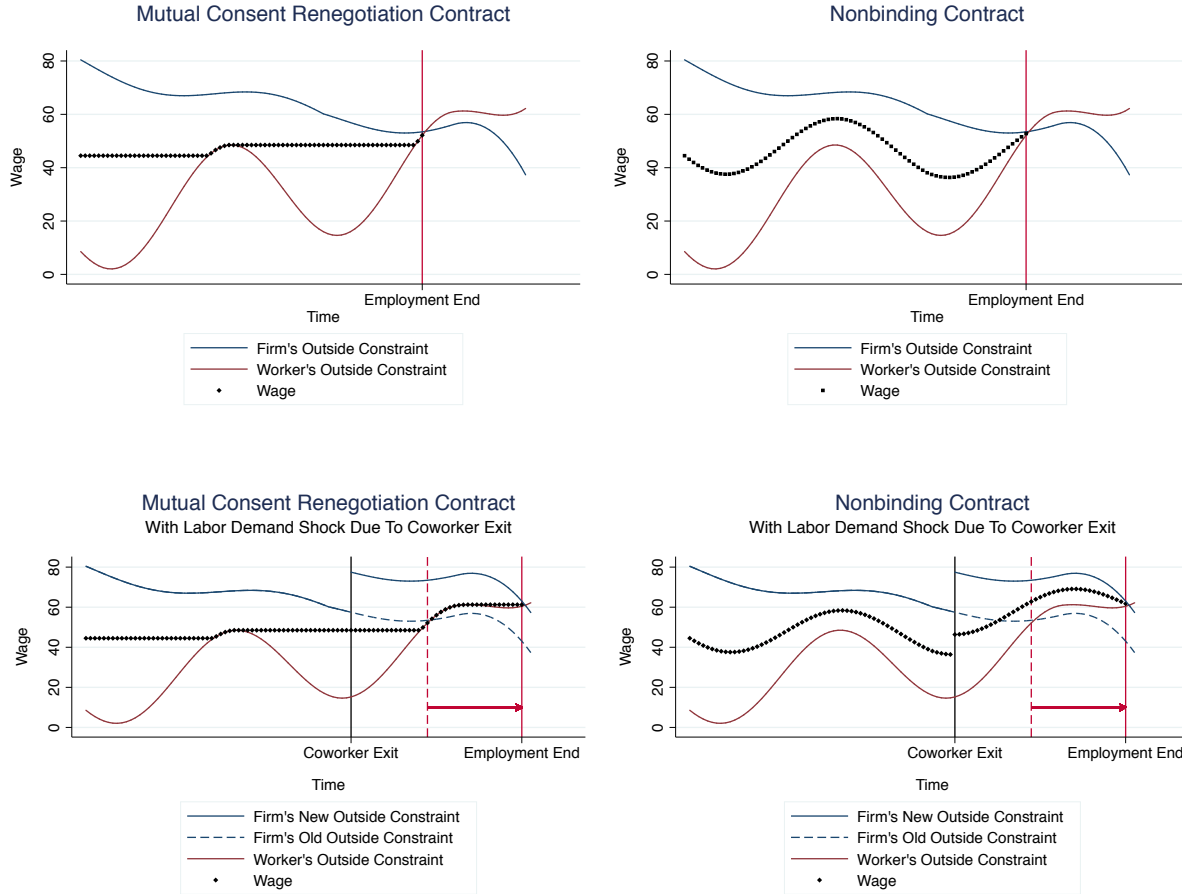 Mutual Consent Renegotiation Contract
80
60
40
20
0
Wage
Employment End
Time
Firm's Outside Constraint
Worker's Outside Constraint
Wage
Nonbinding Contract
80
60
40
20
0
Wage
Employment End
Time
Firm's Outside Constraint
Worker's Outside Constraint
Wage
Mutual Consent Renegotiation Contract
With Labor Demand Shock Due To Coworker Exit
80
60
40
20
0
Wage
Coworker Exit
Employment End
Time
Firm's New Outside Constraint
Firm's Old Outside Constraint
Worker's Outside Constraint
Wage
Nonbinding Contract
With Labor Demand Shock Due To Coworker Exit
80
60
40
20
0
Wage
Coworker Exit
Employment End
Time
Firm's New Outside Constraint
Firm's Old Outside Constraint
Worker's Outside Constraint
Wage